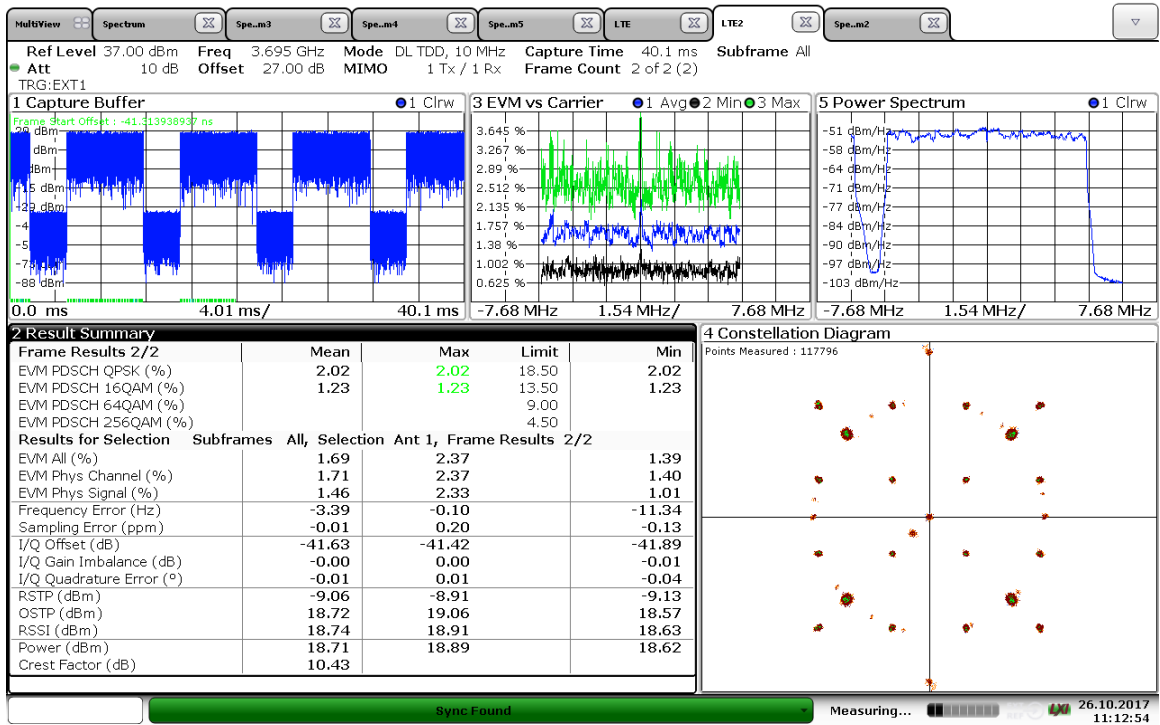 MultiView Spectrum Spe..m3 Spe..m4 Spe..m5 LTE LTE2 Spe..m2
Ref Level 37.00 dBm Freq 3.695 GHz Mode DL TDD, 10 MHz Capture Time 40.1 ms Subframe All
Att 10 dB Offset 27.00 dB MIMO 1 Tx / 1 Rx Frame Count 2 of 2 (2)
TRG:EXT1
1 Capture Buffer 1 Clrw
Frame Start Offset : -41.313938937 ns
dBm
dBm
dBm
-88 dBm
0.0 ms 4.01 ms/ 40.1 ms
3 EVM vs Carrier 1 Avg 2 Min 3 Max
3.645 %
3.267 %
2.89 %
2.512 %
2.135 %
1.757 %
1.38 %
1.002 %
0.625 %
-7.68 MHz 1.54 MHz/ 7.68 MHz
5 Power Spectrum 1 Clrw
-51 dBm/Hz
-58 dBm/Hz
-64 dBm/Hz
-71 dBm/Hz
-77 dBm/Hz
-84 dBm/Hz
-90 dBm/Hz
-97 dBm/Hz
-103 dBm/Hz
-7.68 MHz 1.54 MHz/ 7.68 MHz
2 Result Summary
Frame Results 2/2 Mean Max Limit Min
EVM PDSCH QPSK (%) 2.02 2.02 18.50 2.02
EVM PDSCH 16QAM (%) 1.23 1.23 13.50 1.23
EVM PDSCH 64QAM (%) 9.00
EVM PDSCH 256QAM (%) 4.50
Results for Selection Subframes All, Selection Ant 1, Frame Results 2/2
EVM All (%) 1.69 2.37 1.39
EVM Phys Channel (%) 1.71 2.37 1.40
EVM Phys Signal (%) 1.46 2.33 1.01
Frequency Error (Hz) -3.39 -0.10 -11.34
Sampling Error (ppm) -0.01 0.20 -0.13
I/Q Offset (dB) -41.63 -41.42 -41.89
I/Q Gain Imbalance (dB) -0.00 0.00 -0.01
I/Q Quadrature Error (°) -0.01 0.01 -0.04
RSTP (dBm) -9.06 -8.91 -9.13
OSTP (dBm) 18.72 19.06 18.57
RSSI (dBm) 18.74 18.91 18.63
Power (dBm) 18.71 18.89 18.62
Crest Factor (dB) 10.43
4 Constellation Diagram
Points Measured : 117796
Sync Found
Measuring...
LXI
26.10.2017
11:12:54